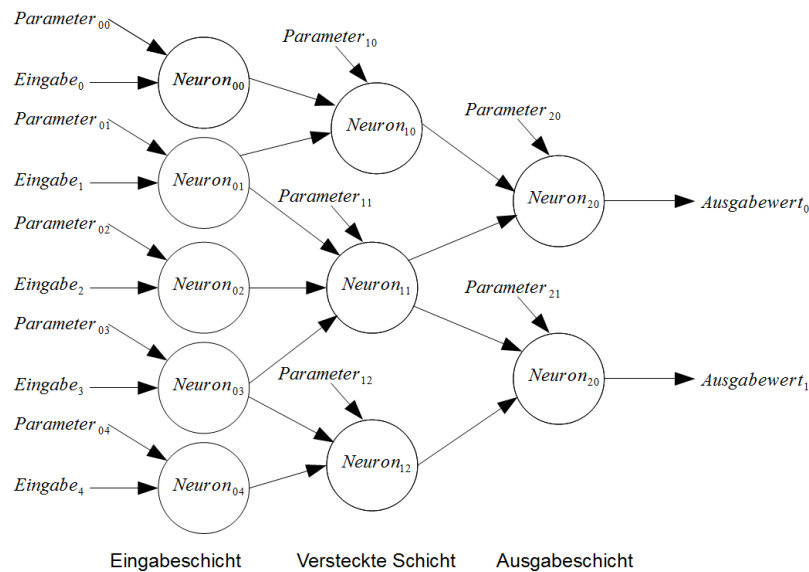 Parameter00
Eingabe0
Neuron00
Parameter10
Parameter01
Neuron10
Parameter20
Eingabe1
Neuron01
Parameter11
Neuron20
Ausgabewert0
Parameter02
Eingabe2
Neuron02
Neuron11
Parameter21
Parameter03
Eingabe3
Neuron03
Parameter12
Neuron20
Ausgabewert1
Parameter04
Eingabe4
Neuron04
Neuron12
Eingabeschicht Versteckte Schicht Ausgabeschicht